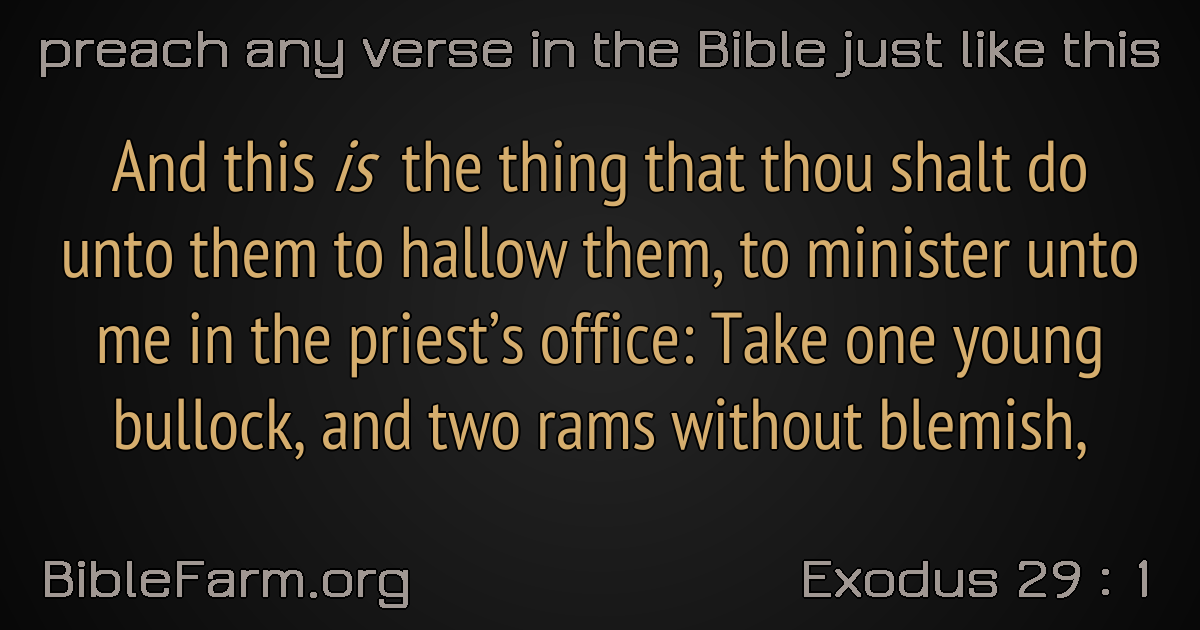 preach any verse in the Bible just like this
And this is the thing that thou shalt do
unto them to hallow them, to minister unto
me in the priest’s office: Take one young
bullock, and two rams without blemish,
BibleFarm.org
Exodus 29 : 1